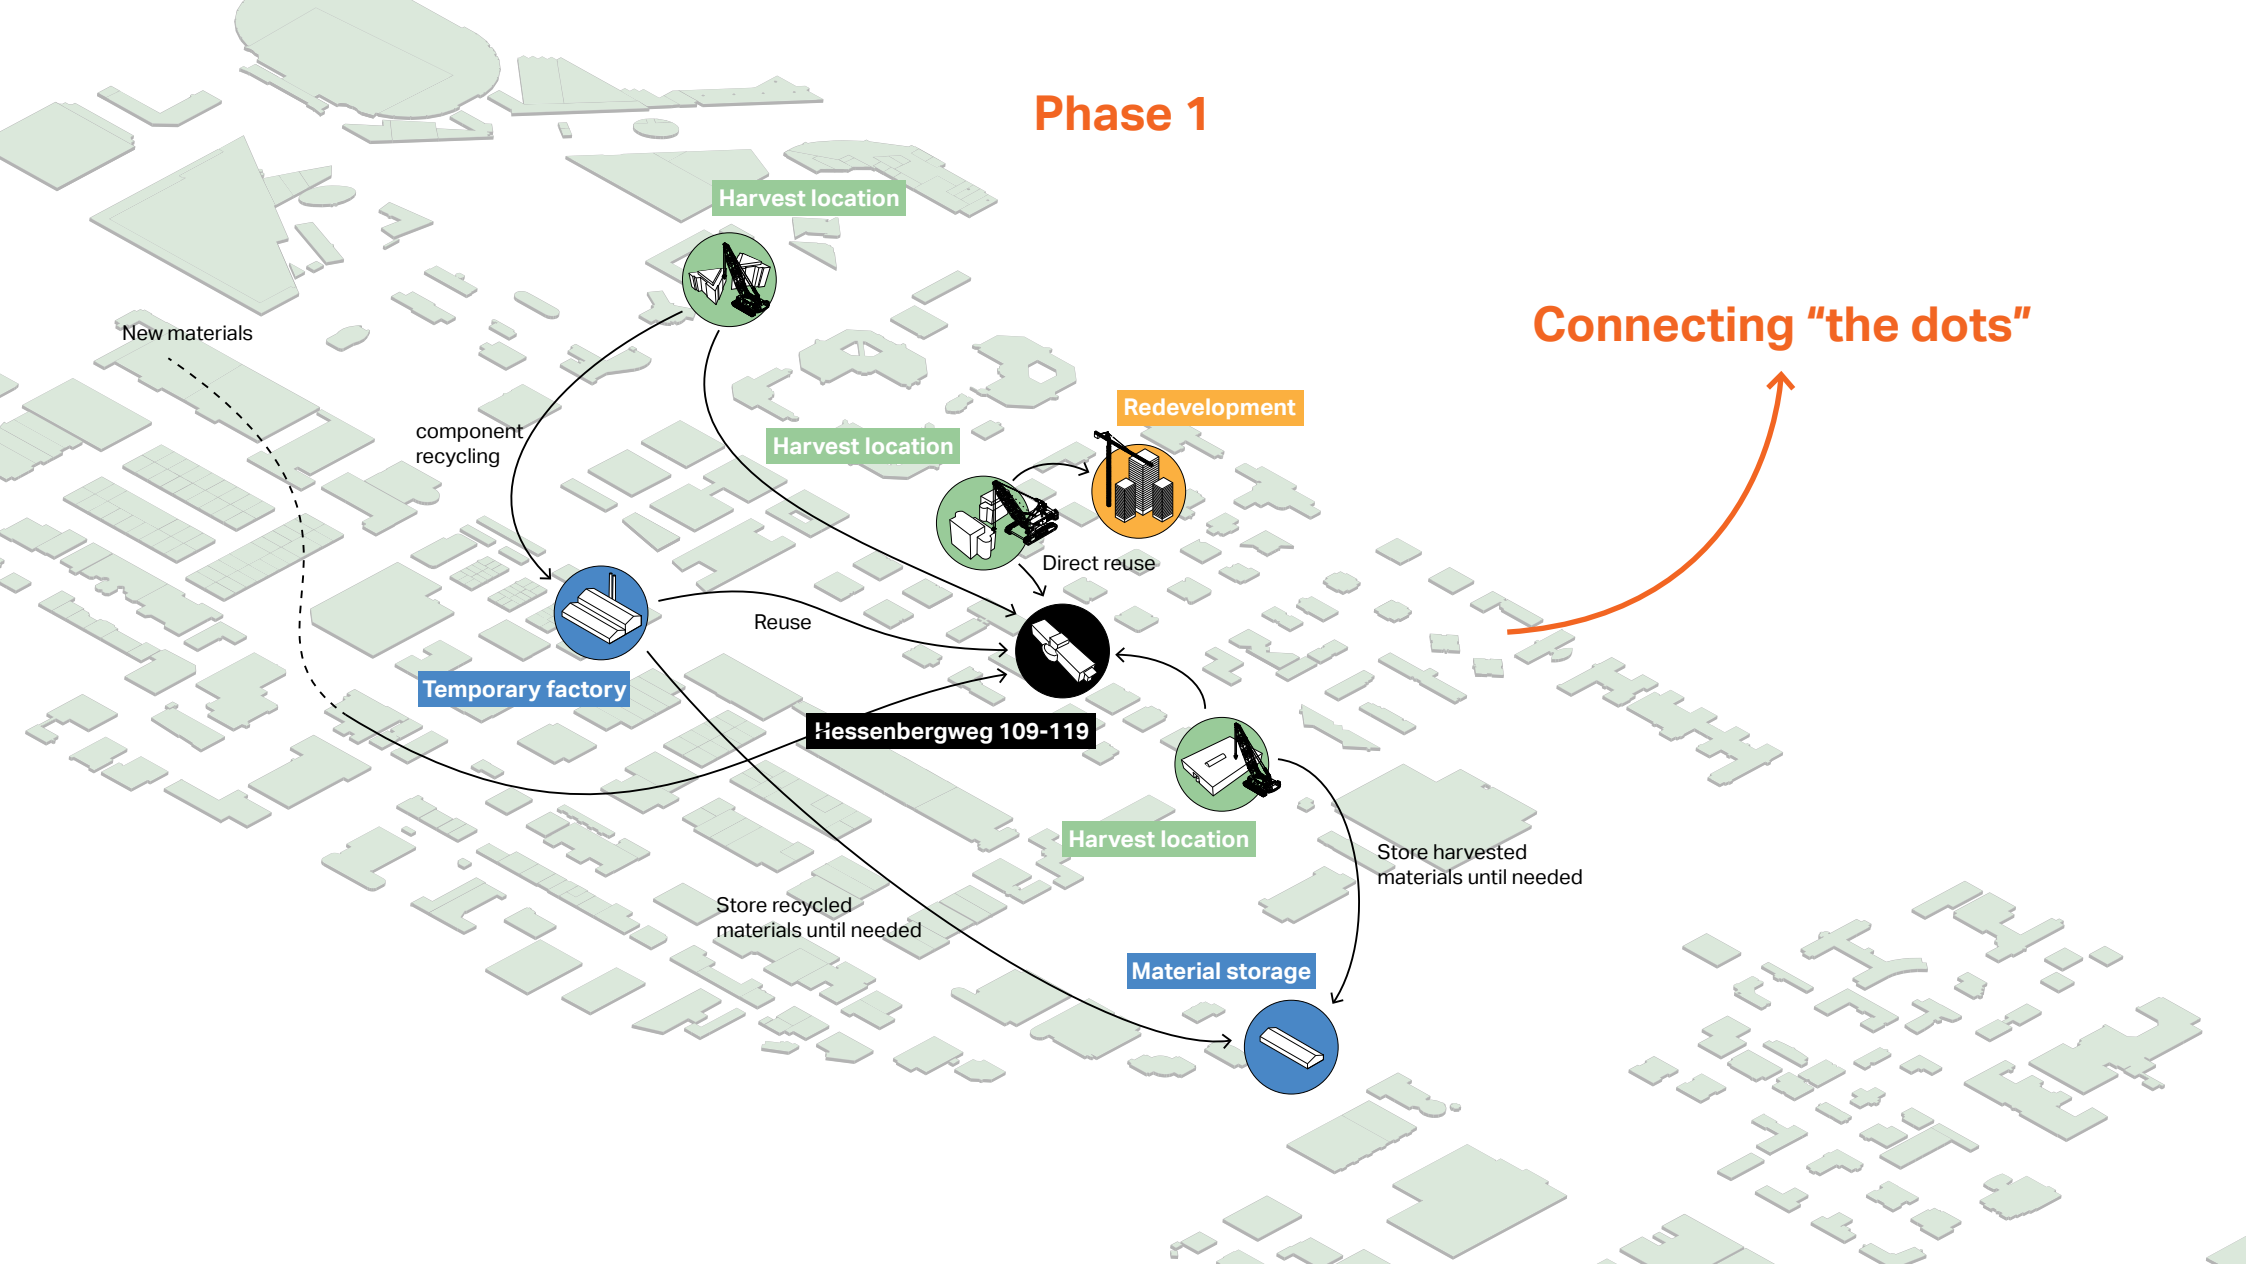 Phase 1
Harvest location
Connecting “the dots”
New materials
Redevelopment
component
recycling
Harvest location
Direct reuse
Reuse
Temporary factory
Hessenbergweg 109-119
Harvest location
Store harvested
materials until needed
Store recycled
materials until needed
Material storage